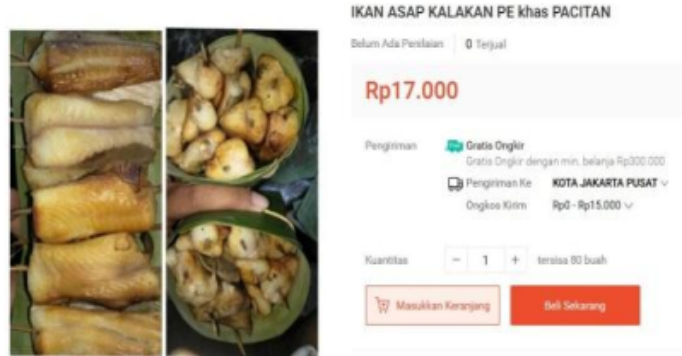 IKAN ASAP KALAKAN PE khas PACITAN
Belum Ada Penilaian 0 Terjual
Rp17.000
Pengiriman Gratis Ongkir
Gratis Ongkir dengan min. belanja Rp300.000
Pengiriman Ke KOTA JAKARTA PUSAT
Ongkos Kirim Rp0 - Rp15.000
Kuantitas - 1 + tersisa 80 buah
Masukkan Keranjang Beli Sekarang